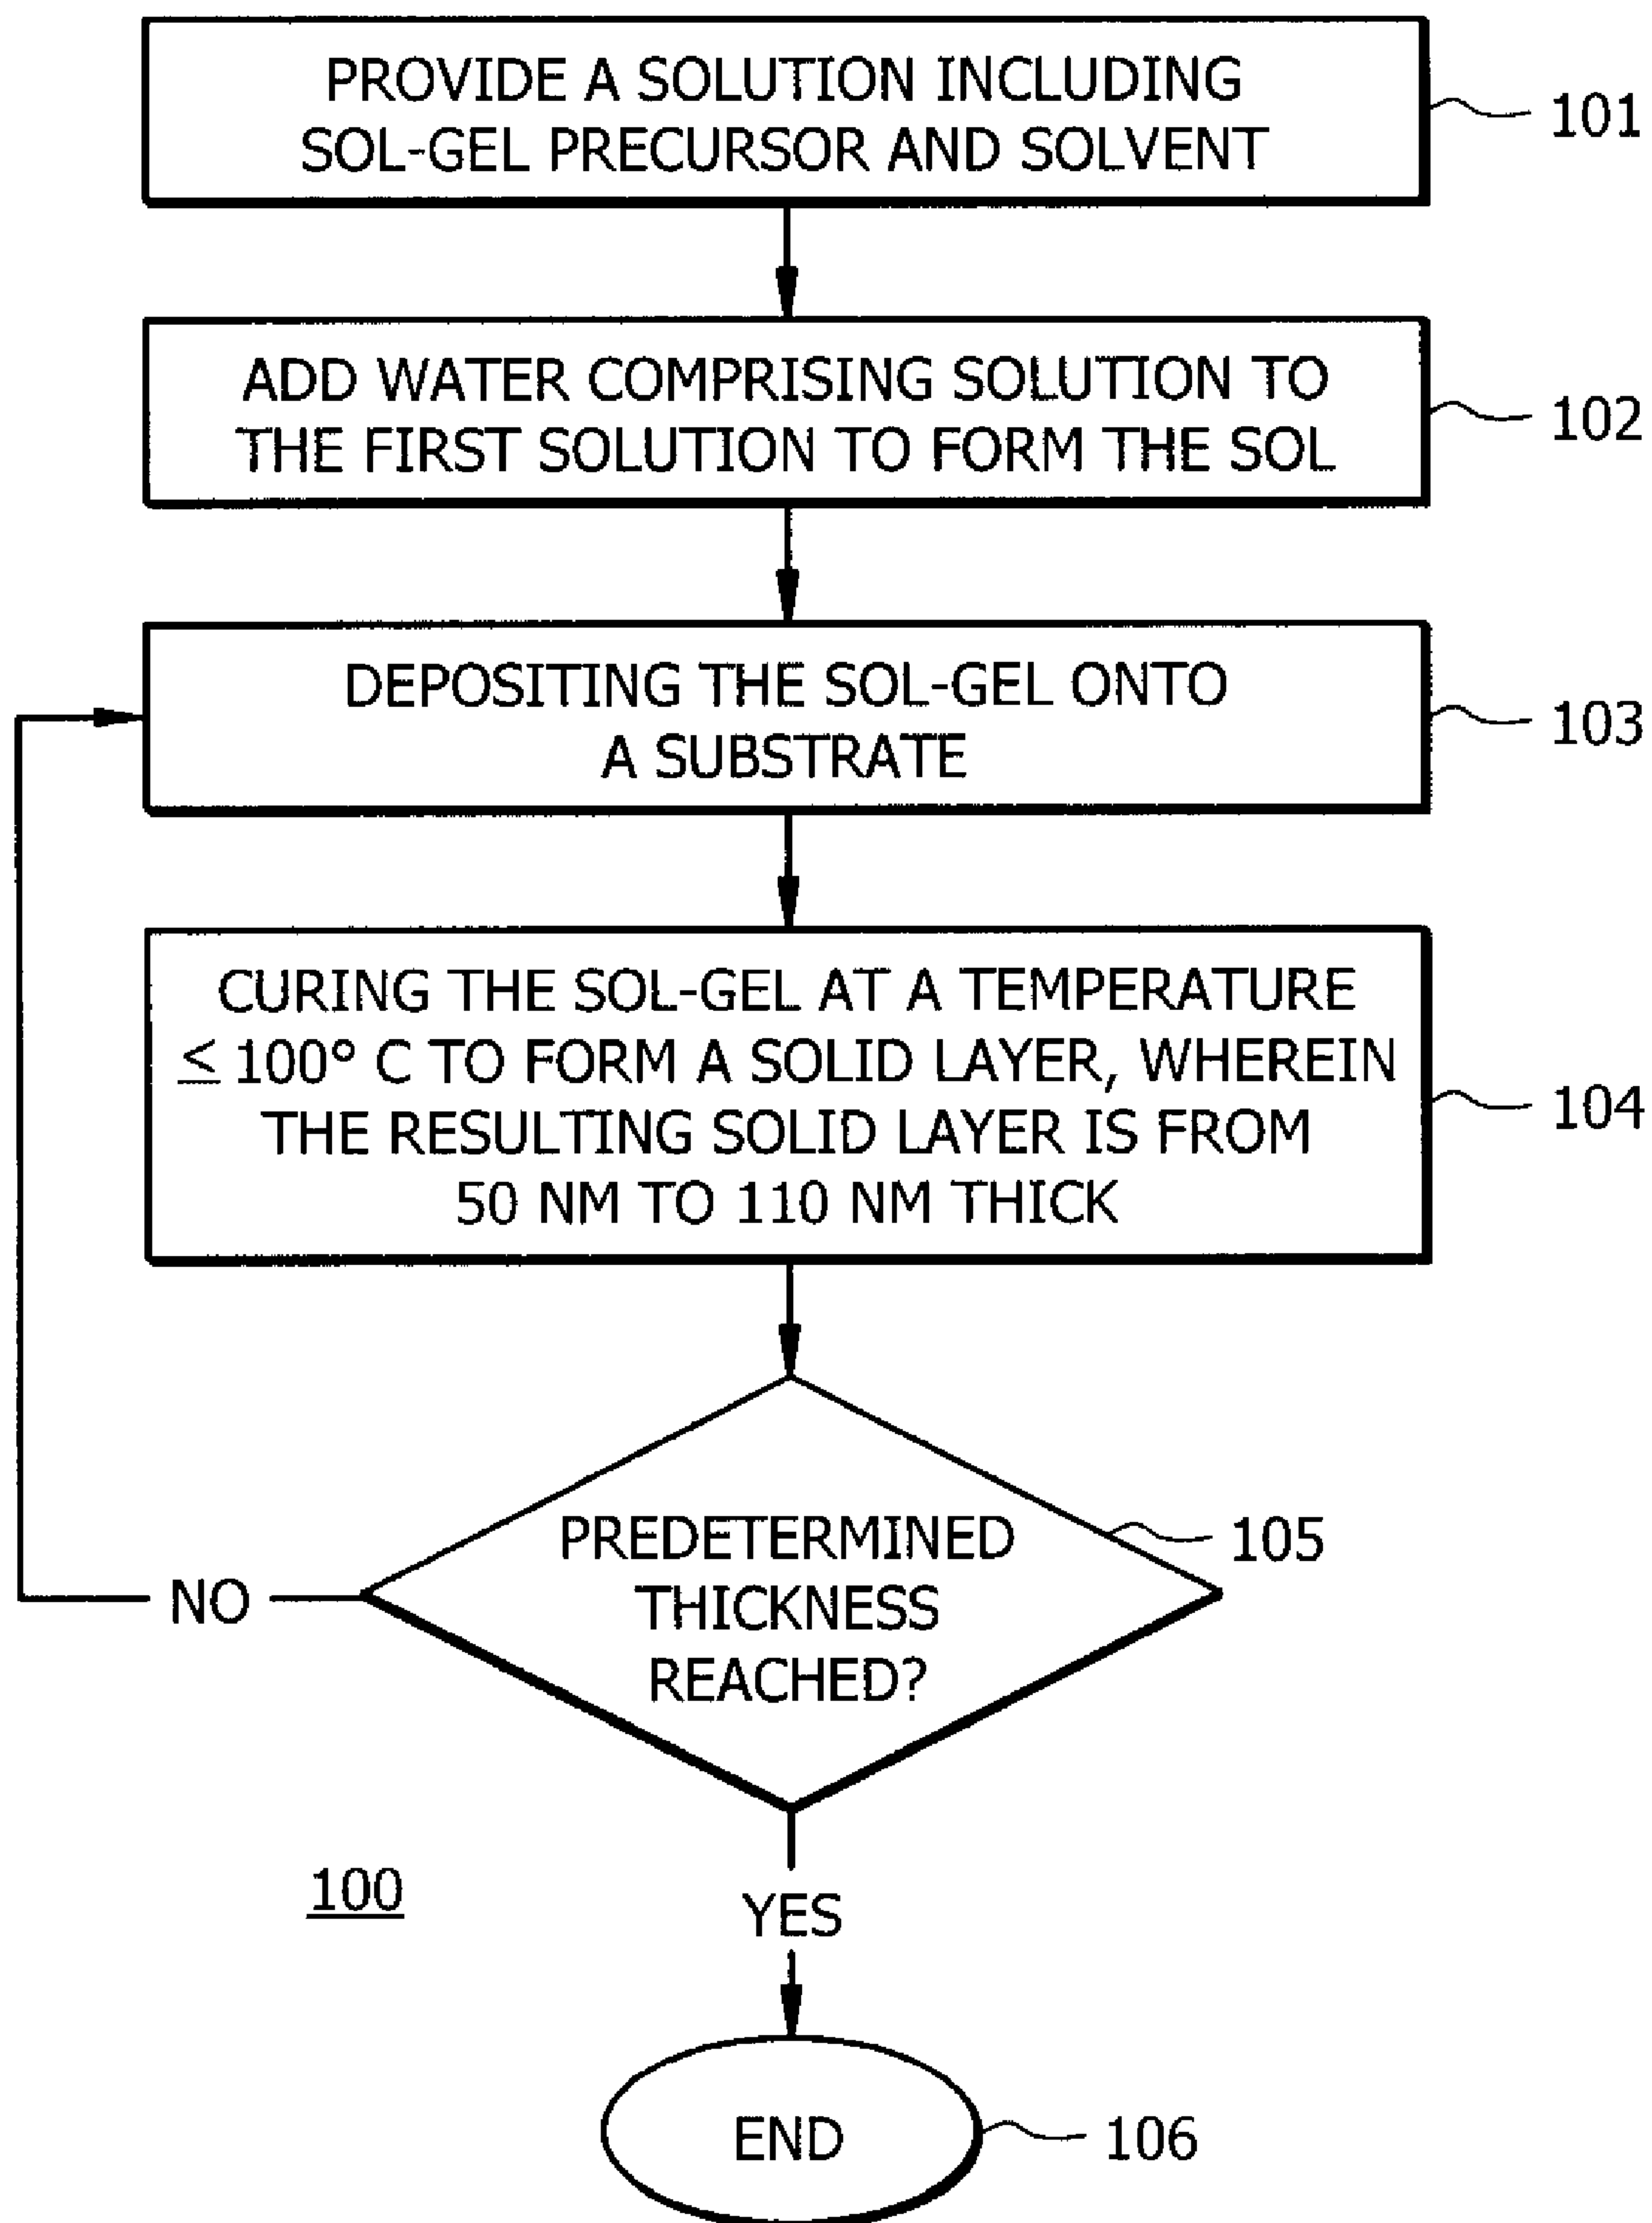 PROVIDE A SOLUTION INCLUDING
SOL-GEL PRECURSOR AND SOLVENT
101
ADD WATER COMPRISING SOLUTION TO
THE FIRST SOLUTION TO FORM THE SOL
102
DEPOSITING THE SOL-GEL ONTO
A SUBSTRATE
103
CURING THE SOL-GEL AT A TEMPERATURE
≤ 100° C TO FORM A SOLID LAYER, WHEREIN
THE RESULTING SOLID LAYER IS FROM
50 NM TO 110 NM THICK
104
PREDETERMINED
THICKNESS
REACHED?
105
NO
100
YES
END
106